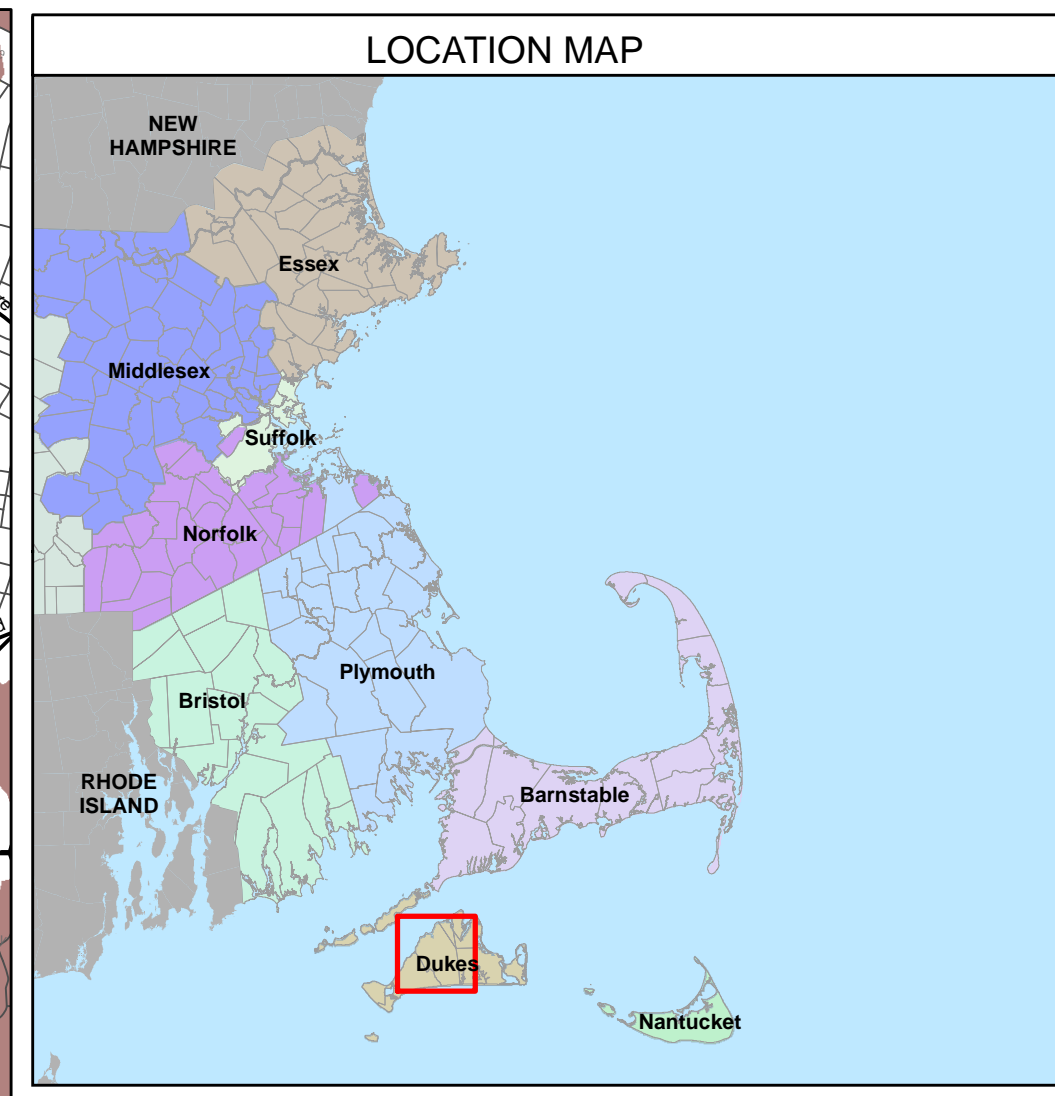 LOCATION MAP
NEW
HAMPSHIRE
Essex
Middlesex
Suffolk
Norfolk
Plymouth
Bristol
RHODE
ISLAND
Barnstable
Dukes
Nantucket